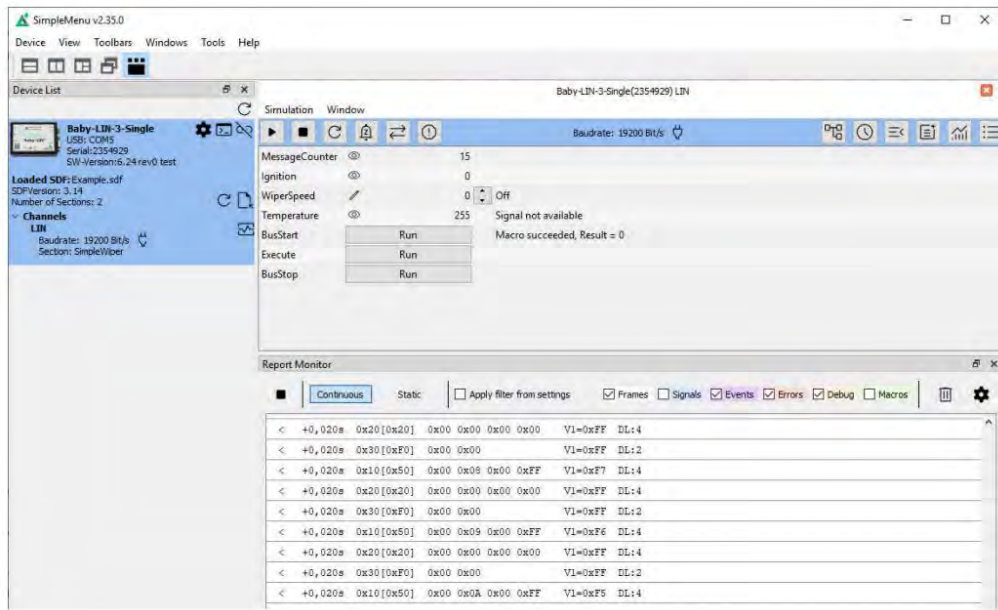 SimpleMenu v2.35.0
Device View Toolbars Windows Tools Help
Device List
Baby-LIN-3-Single
USB: COM5
Serial:2354929
SW-Version:6.24 rev0 test
Loaded SDF:Example.sdf
SDFVersion: 3.14
Number of Sections: 2
Channels
LIN
Baudrate: 19200 Bit/s
Section: SimpleWiper
Baby-LIN-3-Single(2354929) LIN
Simulation Window
Baudrate: 19200 Bit/s
MessageCounter 15
Ignition 0
WiperSpeed 0 Off
Temperature 255 Signal not available
BusStart Run Macro succeeded, Result = 0
Execute Run
BusStop Run
Report Monitor
Continuous Static Apply filter from settings Frames Signals Events Errors Debug Macros
< +0,020s 0x20[0x20] 0x00 0x00 0x00 0x00 V1=0xFF DL:4
< +0,020s 0x30[0xF0] 0x00 0x00 V1=0xFF DL:2
< +0,020s 0x10[0x50] 0x00 0x08 0x00 0xFF V1=0xF7 DL:4
< +0,020s 0x20[0x20] 0x00 0x00 0x00 0x00 V1=0xFF DL:4
< +0,020s 0x30[0xF0] 0x00 0x00 V1=0xFF DL:2
< +0,020s 0x10[0x50] 0x00 0x09 0x00 0xFF V1=0xF6 DL:4
< +0,020s 0x20[0x20] 0x00 0x00 0x00 0x00 V1=0xFF DL:4
< +0,020s 0x30[0xF0] 0x00 0x00 V1=0xFF DL:2
< +0,020s 0x10[0x50] 0x00 0x0A 0x00 0xFF V1=0xF5 DL:4